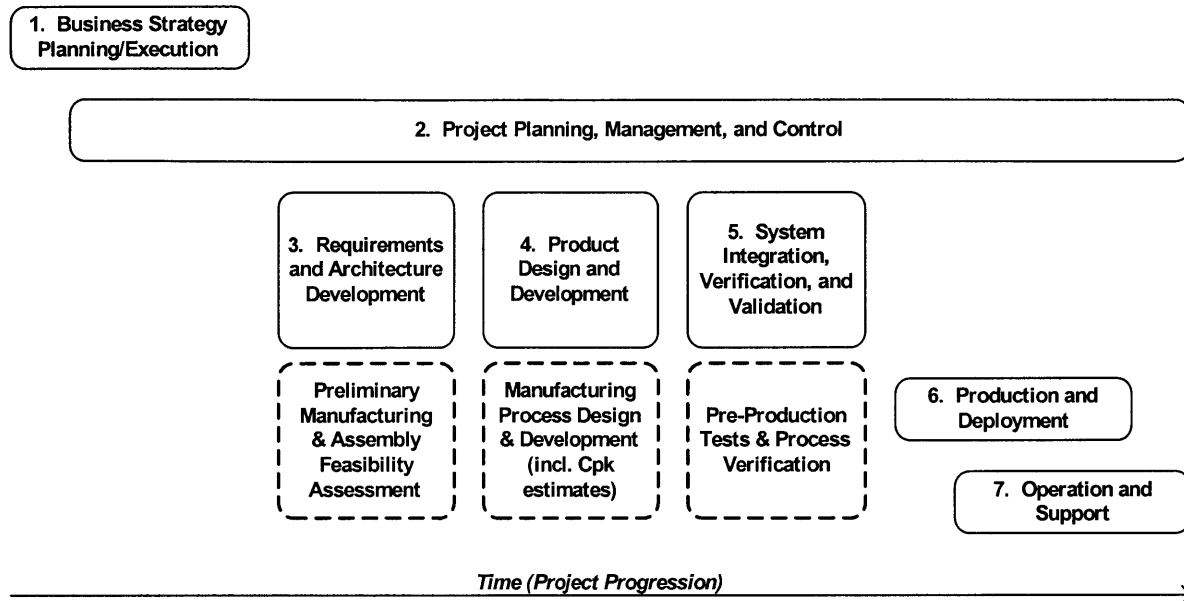 1. Business Strategy
Planning/Execution
2. Project Planning, Management, and Control
3. Requirements
and Architecture
Development
4. Product
Design and
Development
5. System
Integration,
Verification, and
Validation
Preliminary
Manufacturing
& Assembly
Feasibility
Assessment
Manufacturing
Process Design
& Development
(incl. Cpk
estimates)
Pre-Production
Tests & Process
Verification
6. Production and
Deployment
7. Operation and
Support
Time (Project Progression)